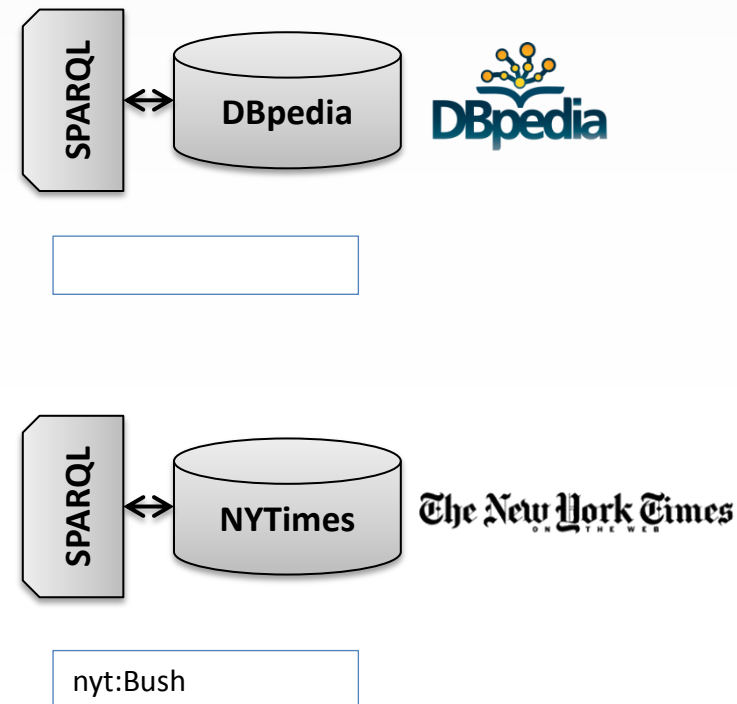 SPARQL
DBpedia
DBpedia
SPARQL
NYTimes
The New York Times
ON THE WEB
nyt:Bush